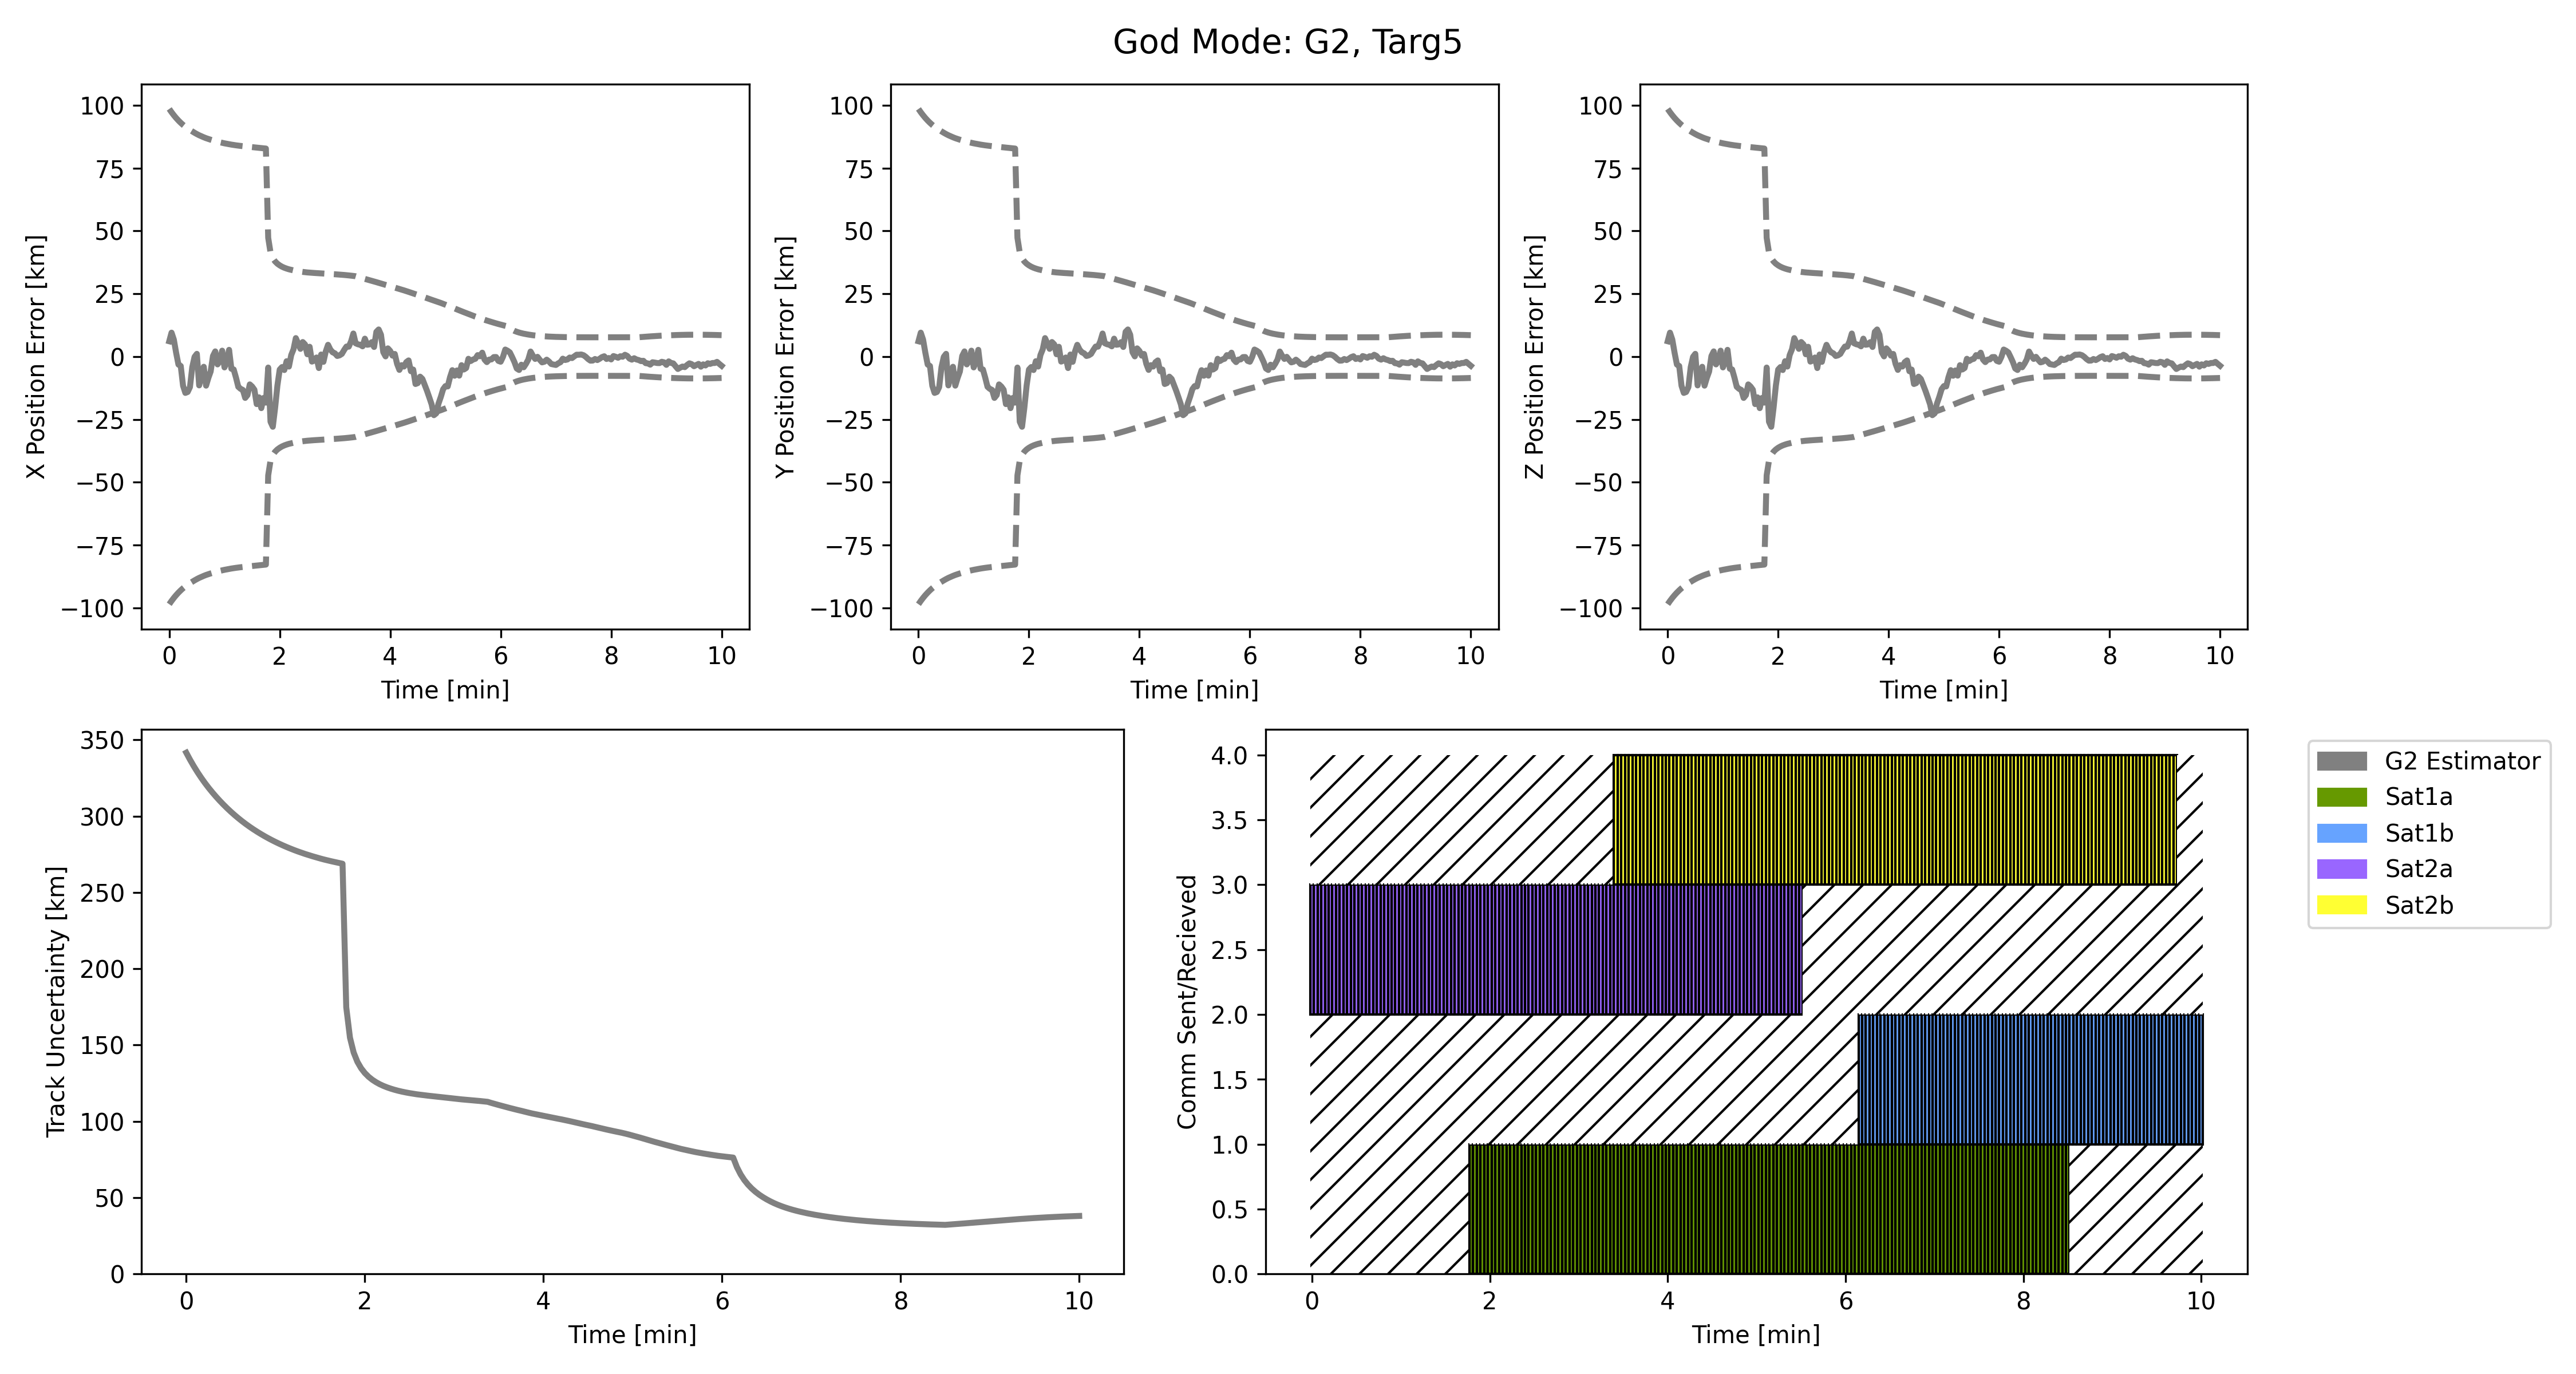 God Mode: G2, Targ5
X Position Error [km]
100
75
50
25
0
−25
−50
−75
−100
0 2 4 6 8 10
Time [min]
Y Position Error [km]
100
75
50
25
0
−25
−50
−75
−100
0 2 4 6 8 10
Time [min]
Z Position Error [km]
100
75
50
25
0
−25
−50
−75
−100
0 2 4 6 8 10
Time [min]
Track Uncertainty [km]
350
300
250
200
150
100
50
0
0 2 4 6 8 10
Time [min]
Comm Sent/Recieved
4.0
3.5
3.0
2.5
2.0
1.5
1.0
0.5
0.0
0 2 4 6 8 10
Time [min]
G2 Estimator
Sat1a
Sat1b
Sat2a
Sat2b